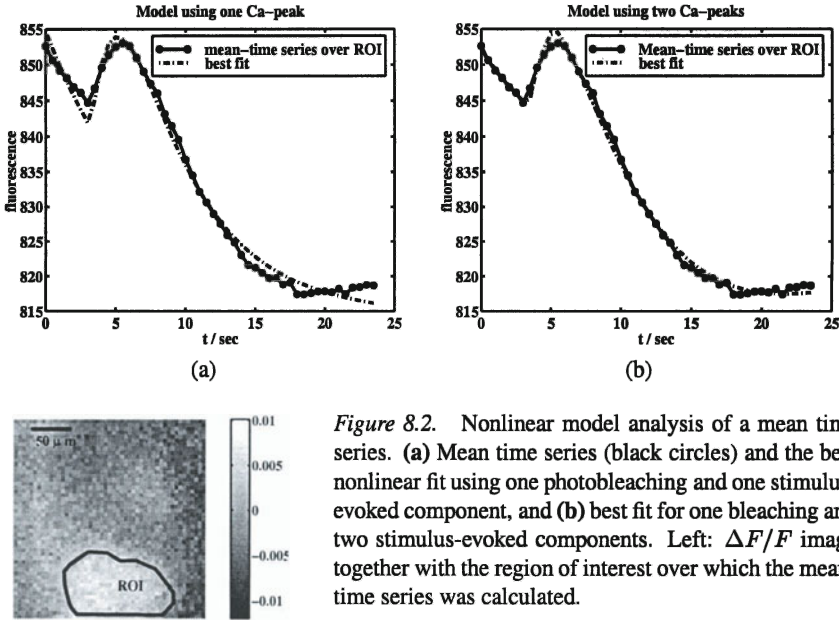 Model using one Ca–peak
855
850
845
840
835
830
825
820
815
fluorescence
mean–time series over ROI
best fit
0 5 10 15 20 25
t / sec
(a)
Model using two Ca–peaks
855
850
845
840
835
830
825
820
815
fluorescence
Mean–time series over ROI
best fit
0 5 10 15 20 25
t / sec
(b)
50 μ m
ROI
0.01
0.005
0
−0.005
−0.01
Figure 8.2. Nonlinear model analysis of a mean tim
series. (a) Mean time series (black circles) and the be
nonlinear fit using one photobleaching and one stimulu
evoked component, and (b) best fit for one bleaching an
two stimulus-evoked components. Left: ΔF/F imag
together with the region of interest over which the mean
time series was calculated.